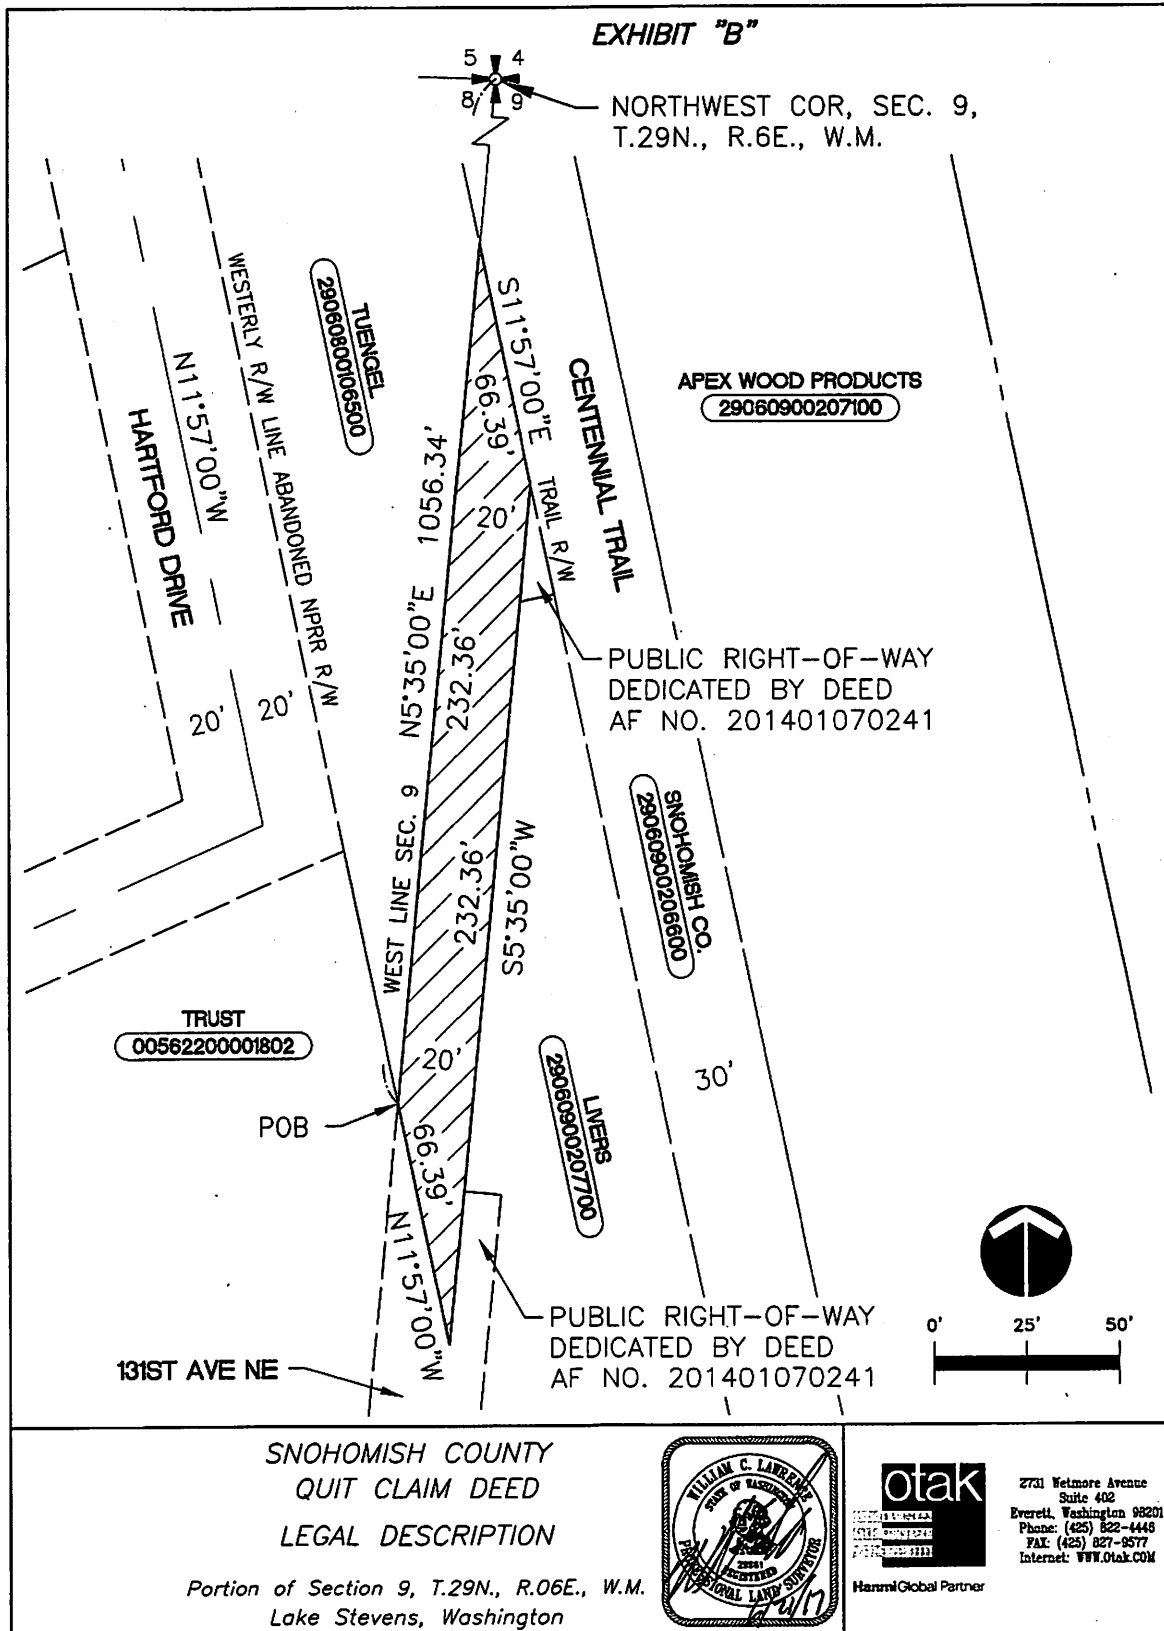 EXHIBIT "B"
5 4
8 9
NORTHWEST COR, SEC. 9,
T.29N., R.6E., W.M.
WESTERLY R/W LINE ABANDONED NPRR R/W
TUENGEL
29060800106500
N11°57'00"W
HARTFORD DRIVE
S11°57'00"E
66.39'
TRAIL R/W
CENTENNIAL TRAIL
APEX WOOD PRODUCTS
29060900207100
1056.34'
N5°35'00"E
WEST LINE SEC. 9
20'
232.36'
PUBLIC RIGHT-OF-WAY
DEDICATED BY DEED
AF NO. 201401070241
20'
20'
232.36'
S5°35'00"W
SNOHOMISH CO.
29060900206600
TRUST
00562200001802
20'
30'
POB
66.39'
N11°57'00"W
LIVERS
29060900207700
PUBLIC RIGHT-OF-WAY
DEDICATED BY DEED
AF NO. 201401070241
131ST AVE NE
0' 25' 50'
SNOHOMISH COUNTY
QUIT CLAIM DEED
LEGAL DESCRIPTION
Portion of Section 9, T.29N., R.06E., W.M.
Lake Stevens, Washington
WILLIAM C. LAWRENCE
STATE OF WASHINGTON
REGISTERED
PROFESSIONAL LAND SURVEYOR
otak
HanmiGlobal Partner
2731 Wetmore Avenue
Suite 402
Everett, Washington 98201
Phone: (425) 822-4446
FAX: (425) 827-9577
Internet: WWW.Otak.COM